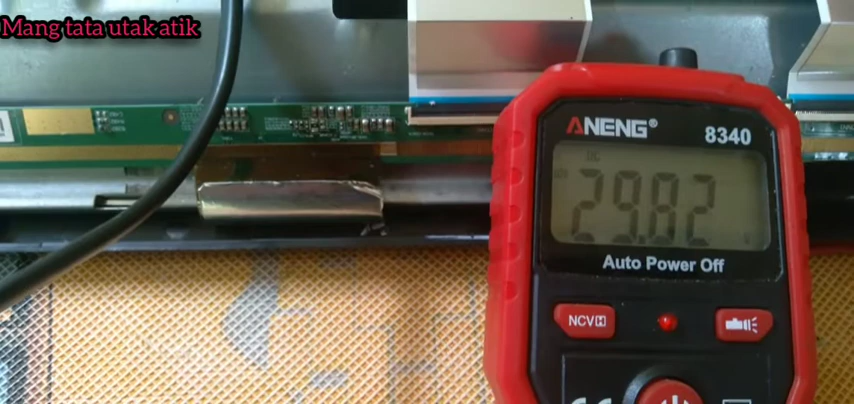 Mang tata utak atik
ANENG®
8340
29.82
Auto Power Off
NCV